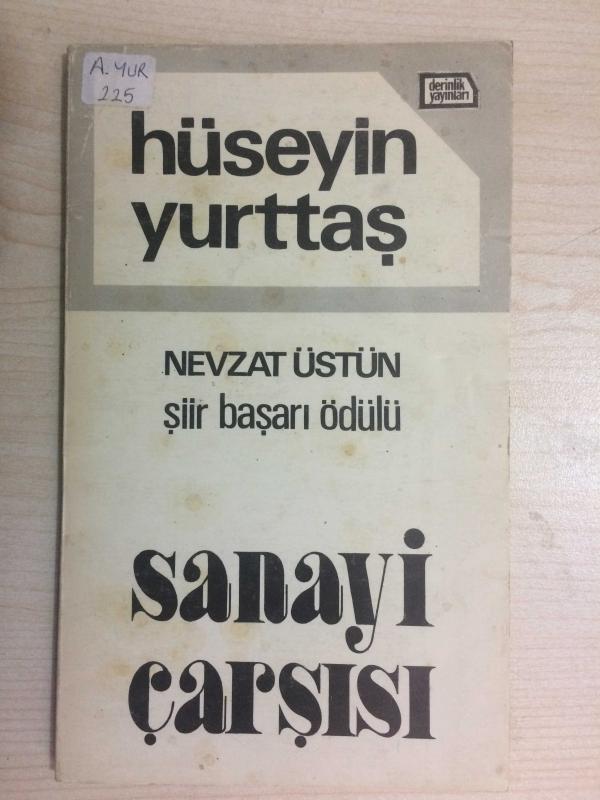 A. YUR
225
derinlik
yayınları
hüseyin
yurttaş
NEVZAT ÜSTÜN
şiir başarı ödülü
sanayi
çarşısı